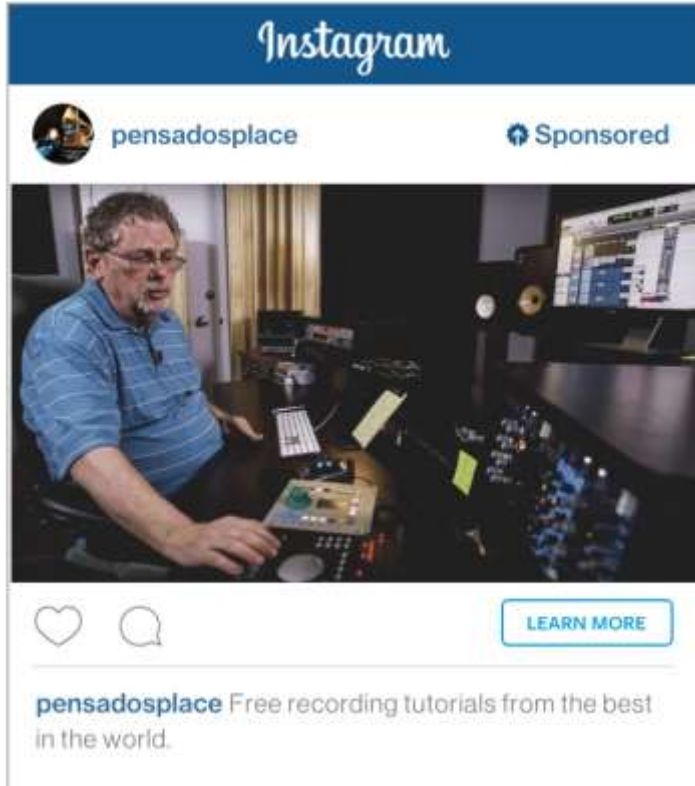 Instagram
pensadosplace
Sponsored
LEARN MORE
pensadosplace Free recording tutorials from the best
in the world.